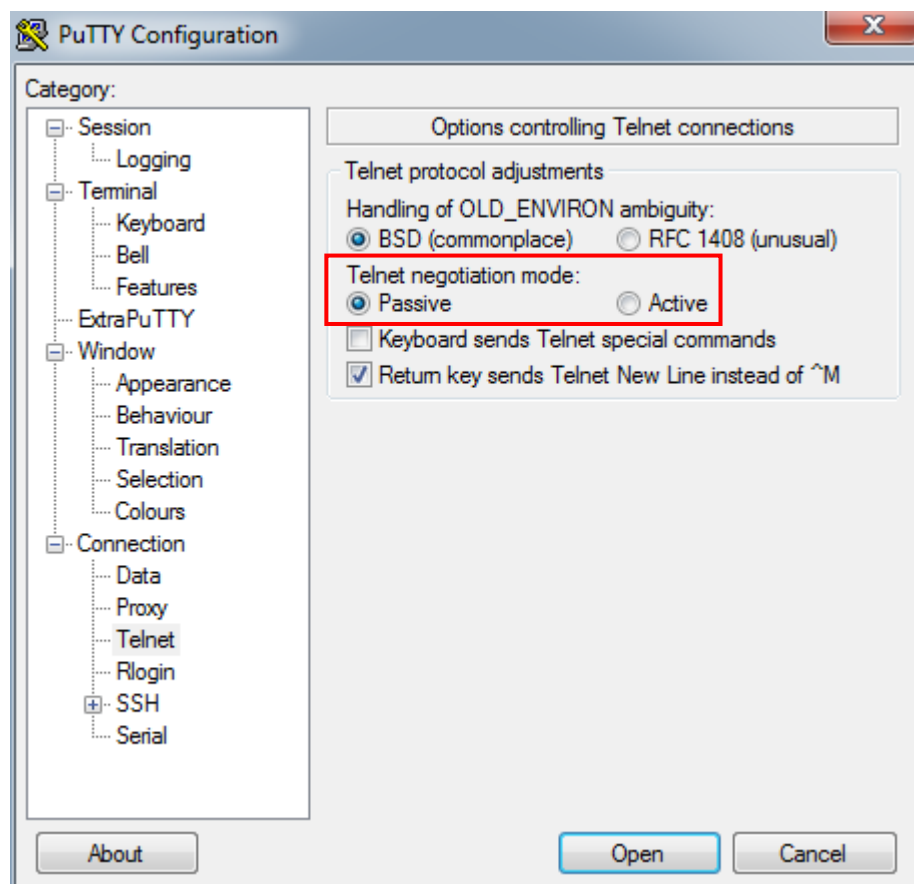 PuTTY Configuration
Category:
Session
Logging
Terminal
Keyboard
Bell
Features
ExtraPuTTY
Window
Appearance
Behaviour
Translation
Selection
Colours
Connection
Data
Proxy
Telnet
Rlogin
SSH
Serial
Options controlling Telnet connections
Telnet protocol adjustments
Handling of OLD_ENVIRON ambiguity:
BSD (commonplace) RFC 1408 (unusual)
Telnet negotiation mode:
Passive Active
Keyboard sends Telnet special commands
Return key sends Telnet New Line instead of ^M
About Open Cancel